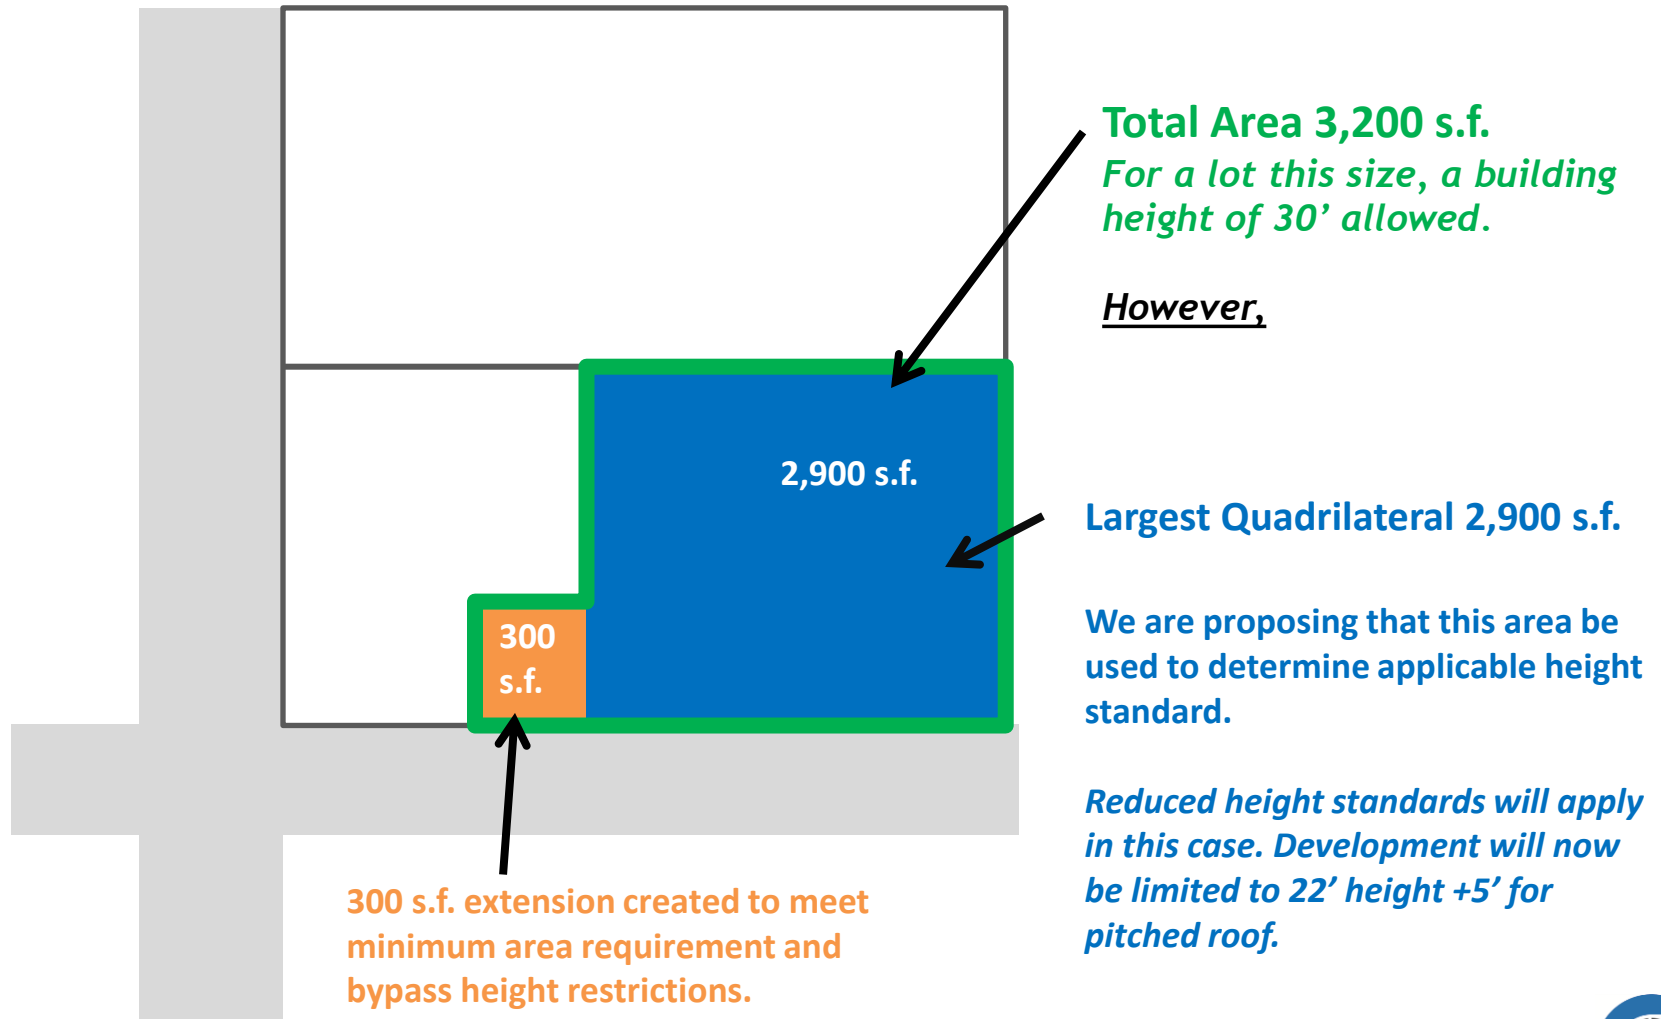 Total Area 3,200 s.f.
For a lot this size, a building
height of 30’ allowed.
However,
2,900 s.f.
Largest Quadrilateral 2,900 s.f.
300
s.f.
We are proposing that this area be
used to determine applicable height
standard.
Reduced height standards will apply
in this case. Development will now
be limited to 22’ height +5’ for
pitched roof.
300 s.f. extension created to meet
minimum area requirement and
bypass height restrictions.